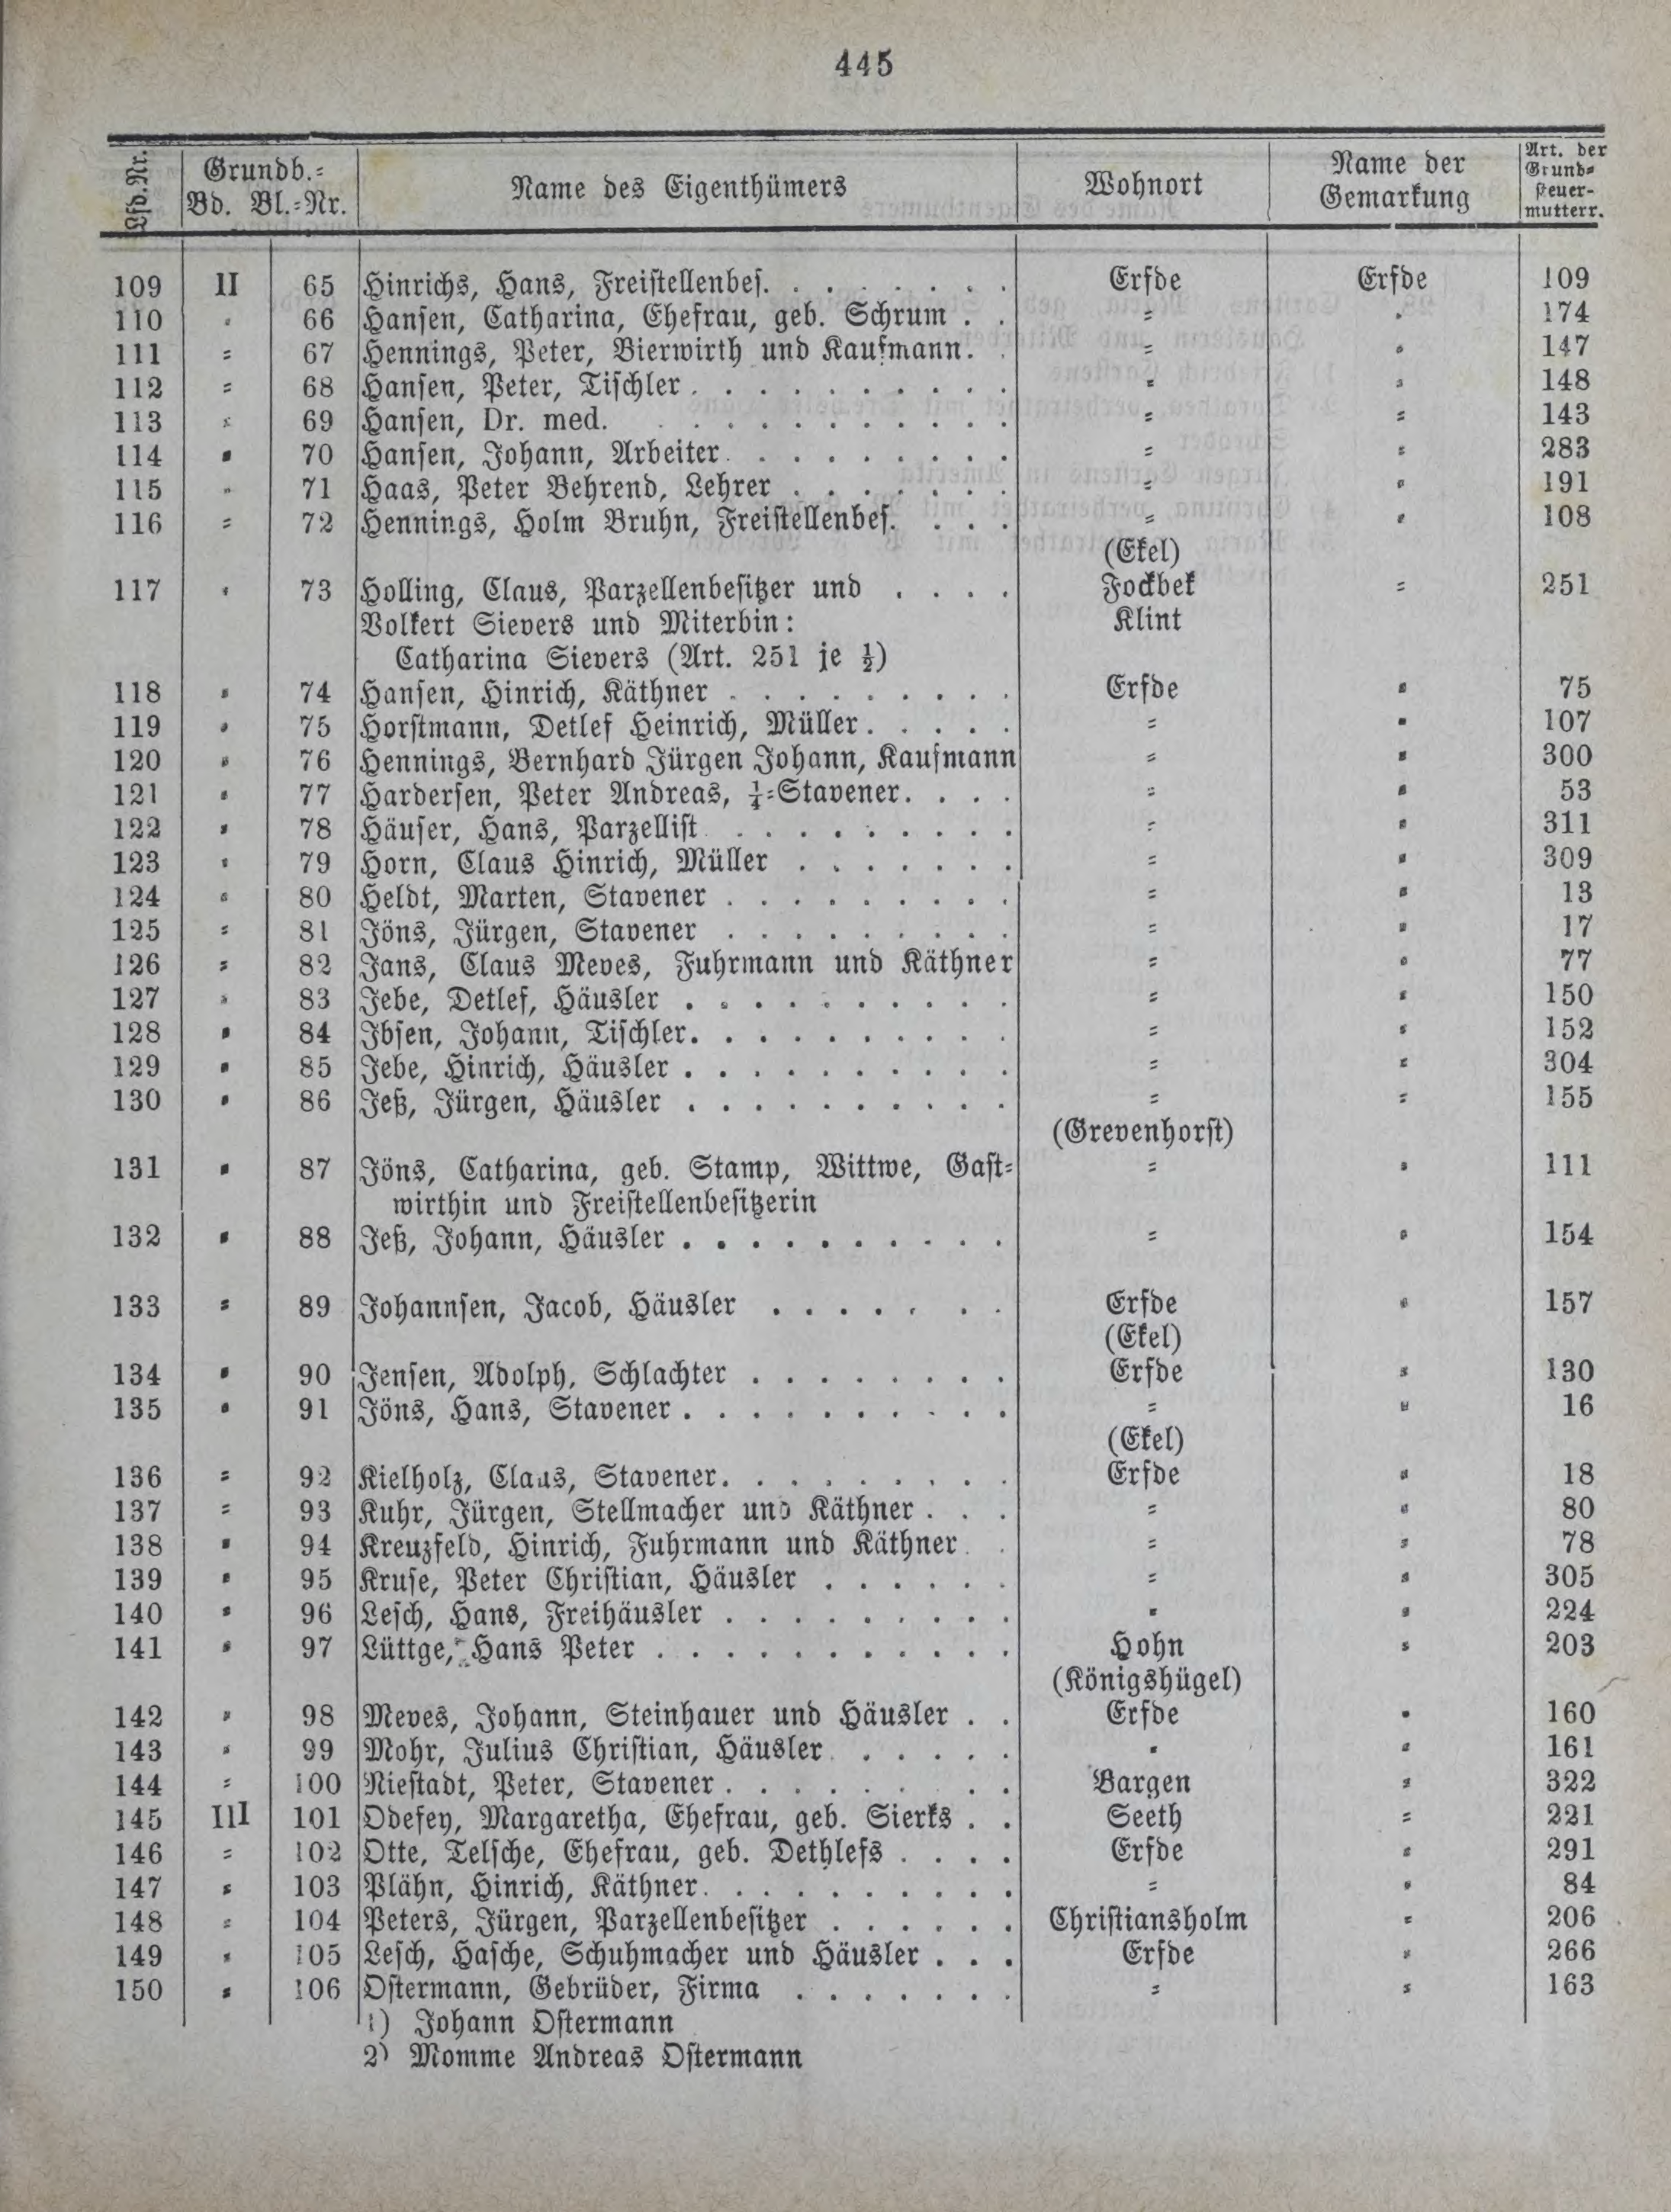 445
Lfd. Nr. Grundb.= Bd. Bl.=Nr. Name des Eigenthümers Wohnort Name der Gemarkung Art. der Grund= steuer- mutterr.
109 II 65 Hinrichs, Hans, Freistellenbes. . . . . . . . Erfde Erfde 109
110 = 66 Hansen, Catharina, Ehefrau, geb. Schrum . . = = 174
111 = 67 Hennings, Peter, Bierwirth und Kaufmann. . = = 147
112 = 68 Hansen, Peter, Tischler . . . . . . . . . . = = 148
113 = 69 Hansen, Dr. med. . . . . . . . . . . . = = 143
114 = 70 Hansen, Johann, Arbeiter . . . . . . . . . = = 283
115 = 71 Haas, Peter Behrend, Lehrer . . . . . . . = = 191
116 = 72 Hennings, Holm Bruhn, Freistellenbes. . . . = = 108
(Ekel)
117 = 73 Holling, Claus, Parzellenbesitzer und . . . . Fockbek = 251
Volkert Sievers und Miterbin: Klint
Catharina Sievers (Art. 251 je ½)
118 = 74 Hansen, Hinrich, Käthner . . . . . . . . . Erfde = 75
119 = 75 Horstmann, Detlef Heinrich, Müller . . . . . = = 107
120 = 76 Hennings, Bernhard Jürgen Johann, Kaufmann = = 300
121 = 77 Hardersen, Peter Andreas, ¼=Stavener. . . . = = 53
122 = 78 Häuser, Hans, Parzellist . . . . . . . . . = = 311
123 = 79 Horn, Claus Hinrich, Müller . . . . . . . = = 309
124 = 80 Heldt, Marten, Stavener . . . . . . . . . = = 13
125 = 81 Jöns, Jürgen, Stavener . . . . . . . . . = = 17
126 = 82 Jans, Claus Meves, Fuhrmann und Käthner = = 77
127 = 83 Jebe, Detlef, Häusler . . . . . . . . . . = = 150
128 = 84 Ibsen, Johann, Tischler. . . . . . . . . . = = 152
129 = 85 Jebe, Hinrich, Häusler . . . . . . . . . . = = 304
130 = 86 Jeß, Jürgen, Häusler . . . . . . . . . . = = 155
(Grevenhorst)
131 = 87 Jöns, Catharina, geb. Stamp, Wittwe, Gast= = = 111
wirthin und Freistellenbesitzerin
132 = 88 Jeß, Johann, Häusler . . . . . . . . . . = = 154
133 = 89 Johannsen, Jacob, Häusler . . . . . . . Erfde = 157
(Ekel)
134 = 90 Jensen, Adolph, Schlachter . . . . . . . . Erfde = 130
135 = 91 Jöns, Hans, Stavener . . . . . . . . . . = = 16
(Ekel)
136 = 92 Kielholz, Claus, Stavener. . . . . . . . . Erfde = 18
137 = 93 Kuhr, Jürgen, Stellmacher und Käthner . . . = = 80
138 = 94 Kreuzfeld, Hinrich, Fuhrmann und Käthner . . = = 78
139 = 95 Kruse, Peter Christian, Häusler . . . . . . = = 305
140 = 96 Lesch, Hans, Freihäusler . . . . . . . . . = = 224
141 = 97 Lüttge, Hans Peter . . . . . . . . . . . Hohn = 203
(Königshügel)
142 = 98 Meves, Johann, Steinhauer und Häusler . . Erfde = 160
143 = 99 Mohr, Julius Christian, Häusler . . . . . . = = 161
144 = 100 Niestadt, Peter, Stavener . . . . . . . . . Bargen = 322
145 III 101 Odefey, Margaretha, Ehefrau, geb. Sierks . . Seeth = 221
146 = 102 Otte, Telsche, Ehefrau, geb. Dethlefs . . . . Erfde = 291
147 = 103 Plähn, Hinrich, Käthner. . . . . . . . . . = = 84
148 = 104 Peters, Jürgen, Parzellenbesitzer . . . . . . Christiansholm = 206
149 = 105 Lesch, Hasche, Schuhmacher und Häusler . . . Erfde = 266
150 = 106 Ostermann, Gebrüder, Firma . . . . . . . = = 163
1) Johann Ostermann
2) Momme Andreas Ostermann